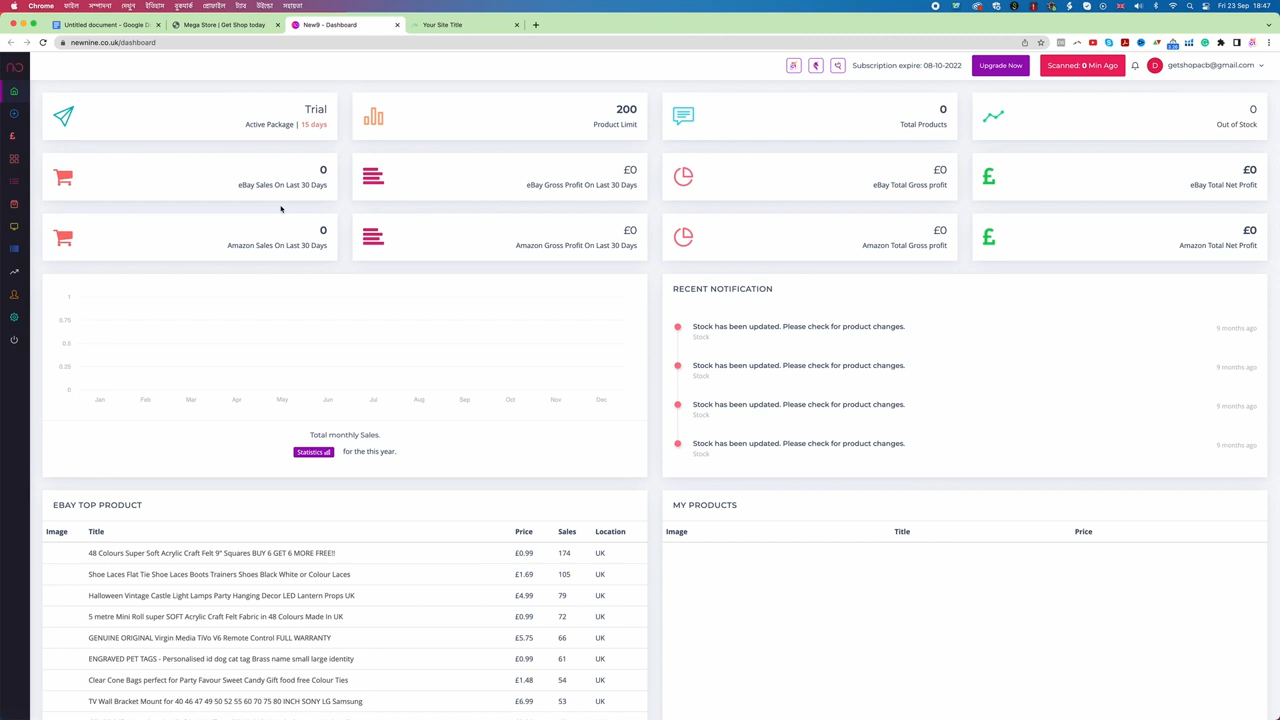 Chrome ফাইল সম্পাদনা দেখুন ইতিহাস বুকমার্ক প্রোফাইল ট্যাব উইন্ডো সহায়তা
Fri 23 Sep 18:47
Untitled document - Google D
Mega Store | Get Shop today
New9 - Dashboard
Your Site Title
newnine.co.uk/dashboard
Subscription expire: 08-10-2022
Upgrade Now
Scanned: 0 Min Ago
D
getshopacb@gmail.com
Trial
Active Package | 15 days
200
Product Limit
0
Total Products
0
Out of Stock
0
eBay Sales On Last 30 Days
£0
eBay Gross Profit On Last 30 Days
£0
eBay Total Gross profit
£0
eBay Total Net Profit
0
Amazon Sales On Last 30 Days
£0
Amazon Gross Profit On Last 30 Days
£0
Amazon Total Gross profit
£0
Amazon Total Net Profit
1
0.75
0.5
0.25
0
Jan Feb Mar Apr May Jun Jul Aug Sep Oct Nov Dec
Total monthly Sales.
Statistics for the this year.
RECENT NOTIFICATION
Stock has been updated. Please check for product changes. 9 months ago
Stock
Stock has been updated. Please check for product changes. 9 months ago
Stock
Stock has been updated. Please check for product changes. 9 months ago
Stock
Stock has been updated. Please check for product changes. 9 months ago
Stock
EBAY TOP PRODUCT
Image Title Price Sales Location
48 Colours Super Soft Acrylic Craft Felt 9" Squares BUY 6 GET 6 MORE FREE!! £0.99 174 UK
Shoe Laces Flat Tie Shoe Laces Boots Trainers Shoes Black White or Colour Laces £1.69 105 UK
Halloween Vintage Castle Light Lamps Party Hanging Decor LED Lantern Props UK £4.99 79 UK
5 metre Mini Roll super SOFT Acrylic Craft Felt Fabric in 48 Colours Made In UK £0.99 72 UK
GENUINE ORIGINAL Virgin Media TiVo V6 Remote Control FULL WARRANTY £5.75 66 UK
ENGRAVED PET TAGS - Personalised id dog cat tag Brass name small large identity £0.99 61 UK
Clear Cone Bags perfect for Party Favour Sweet Candy Gift food free Colour Ties £1.48 54 UK
TV Wall Bracket Mount for 40 46 47 49 50 52 55 60 70 75 80 INCH SONY LG Samsung £6.99 53 UK
MY PRODUCTS
Image Title Price